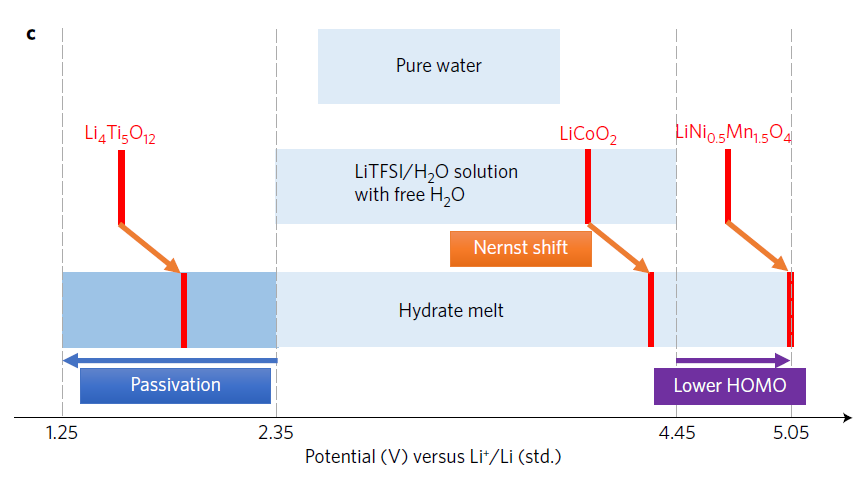 c
Pure water
Li₄Ti₅O₁₂
LiCoO₂
LiNi₀.₅Mn₁.₅O₄
LiTFSI/H₂O solution
with free H₂O
Nernst shift
Hydrate melt
Passivation
Lower HOMO
1.25
2.35
4.45
5.05
Potential (V) versus Li⁺/Li (std.)